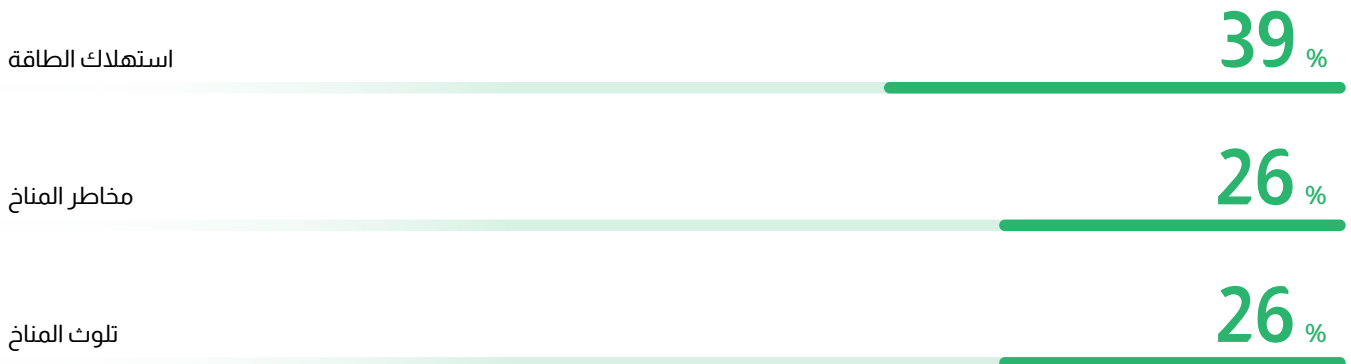 39 %
استهلاك الطاقة
26 %
مخاطر المناخ
26 %
تلوث المناخ